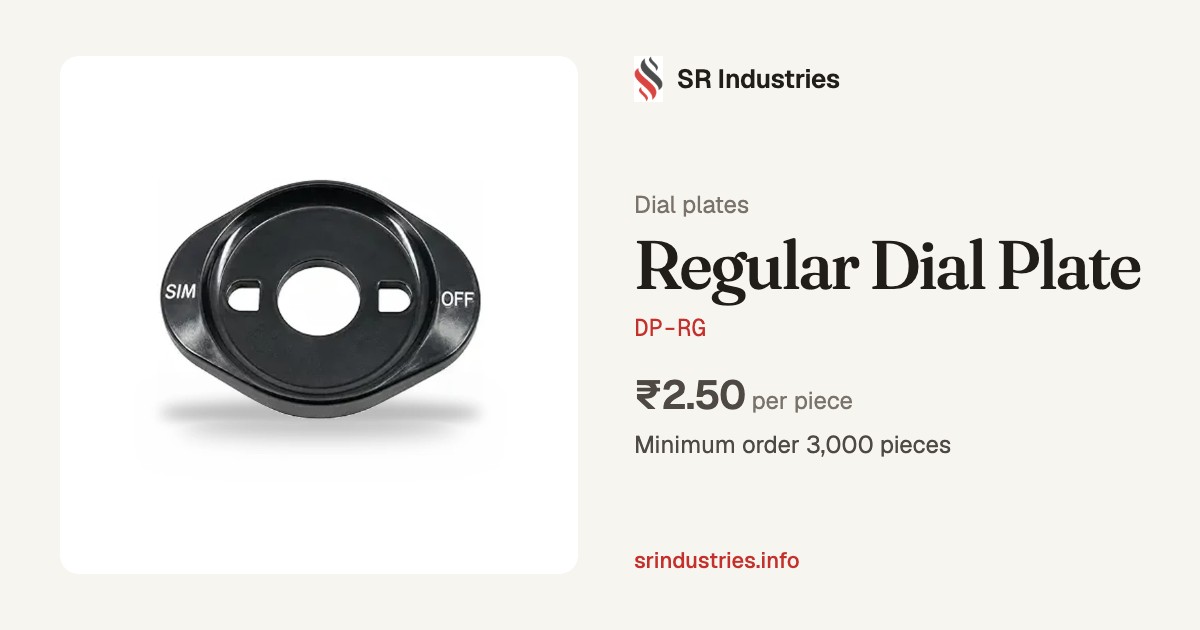 SR Industries
Dial plates
Regular Dial Plate
DP-RG
₹2.50 per piece
Minimum order 3,000 pieces
srindustries.info
SIM
OFF